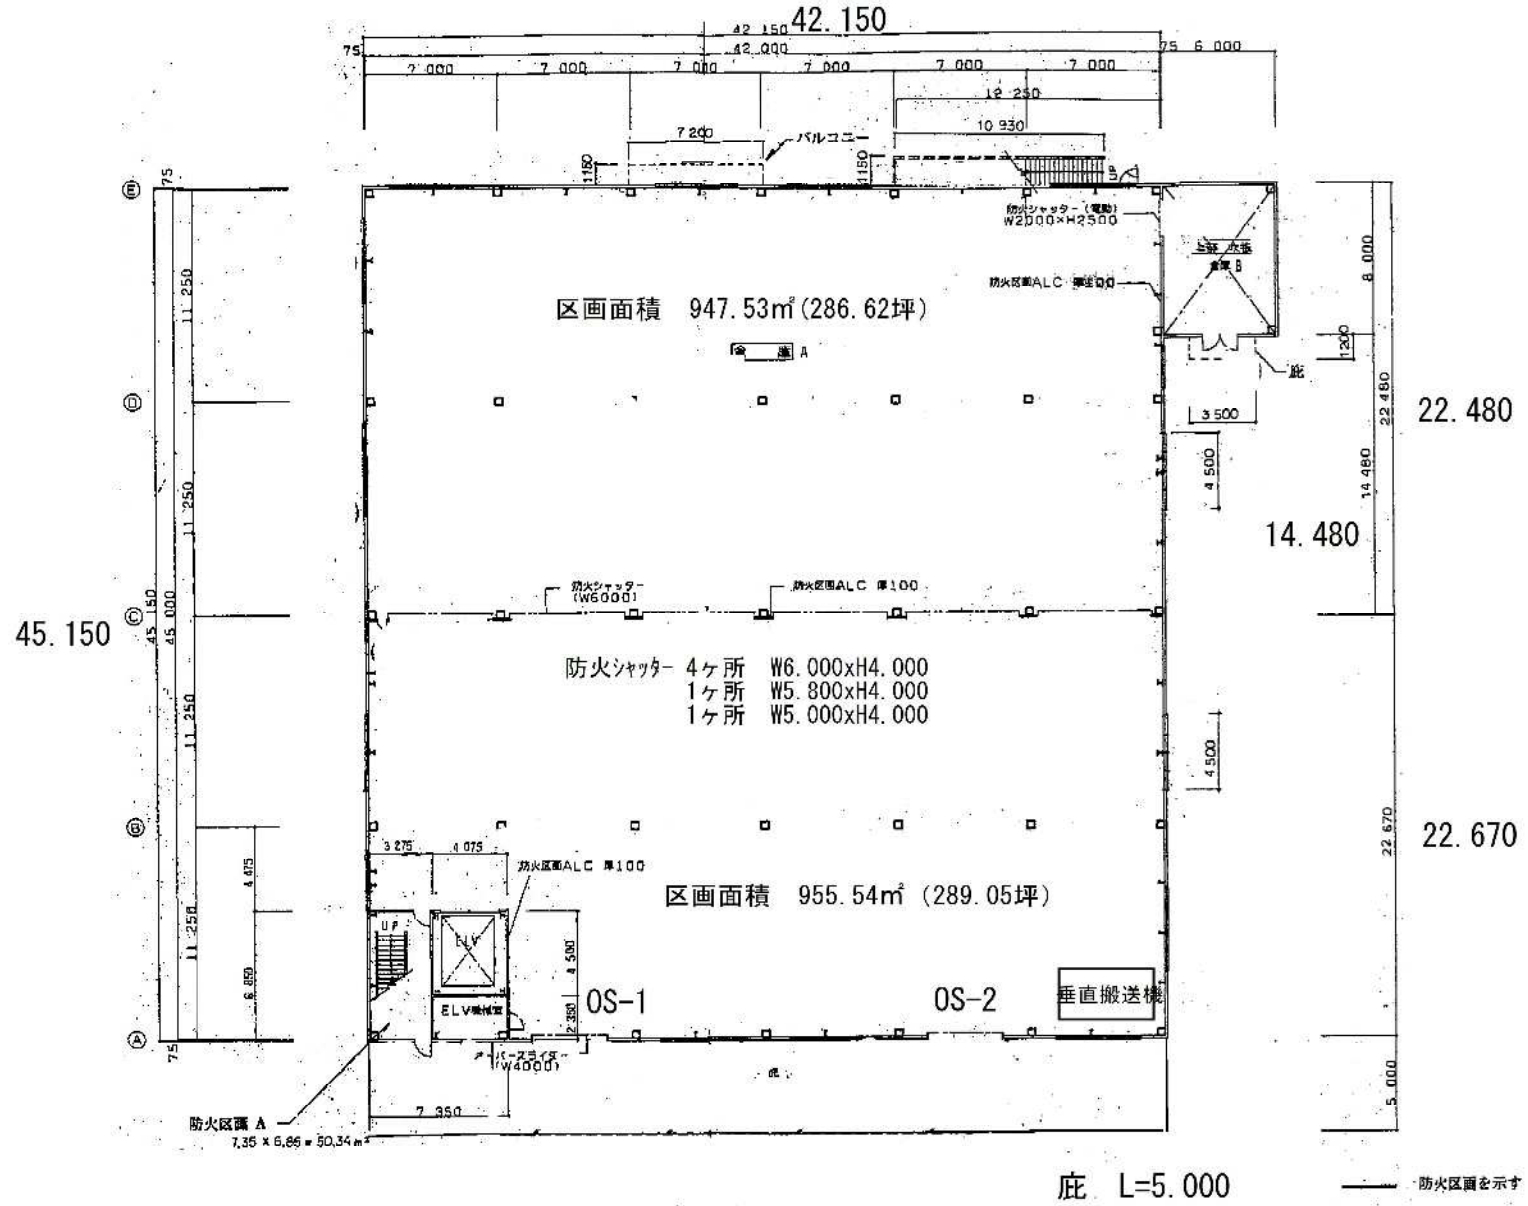 42.150
42 150
75 42 000 75 6 000
7 000 7 000 7 000 7 000 7 000 7 000
12 250
7 200 10 930
バルコニー
1150 1150
UP
75
Ⓔ
防火シャッター (電動)
W2000×H2500
倉庫 B
防火区画ALC
8 000
11 250
区画面積 947.53㎡(286.62坪)
倉 庫 A
1200
庇
Ⓓ
3 500
22 480
22.480
4 500
14 480
14.480
11 250
防火シャッター
(W6000)
防火区画ALC 厚100
Ⓒ
45.150
45 150
45 000
防火シャッター 4ヶ所 W6.000xH4.000
1ヶ所 W5.800xH4.000
1ヶ所 W5.000xH4.000
11 250
4 500
Ⓑ
22 670
22.670
3 275 4 075
防火区画ALC 厚100
4 475
区画面積 955.54㎡ (289.05坪)
11 250
UP
ELV
4 500
6 850
ELV機械室
2 350
OS-1
OS-2
垂直搬送機
Ⓐ
75
オーバースライダー
(W4000)
庇
5 000
7 350
防火区画 A
7.35 × 6.85 = 50.34 m²
庇 L=5.000
防火区画を示す